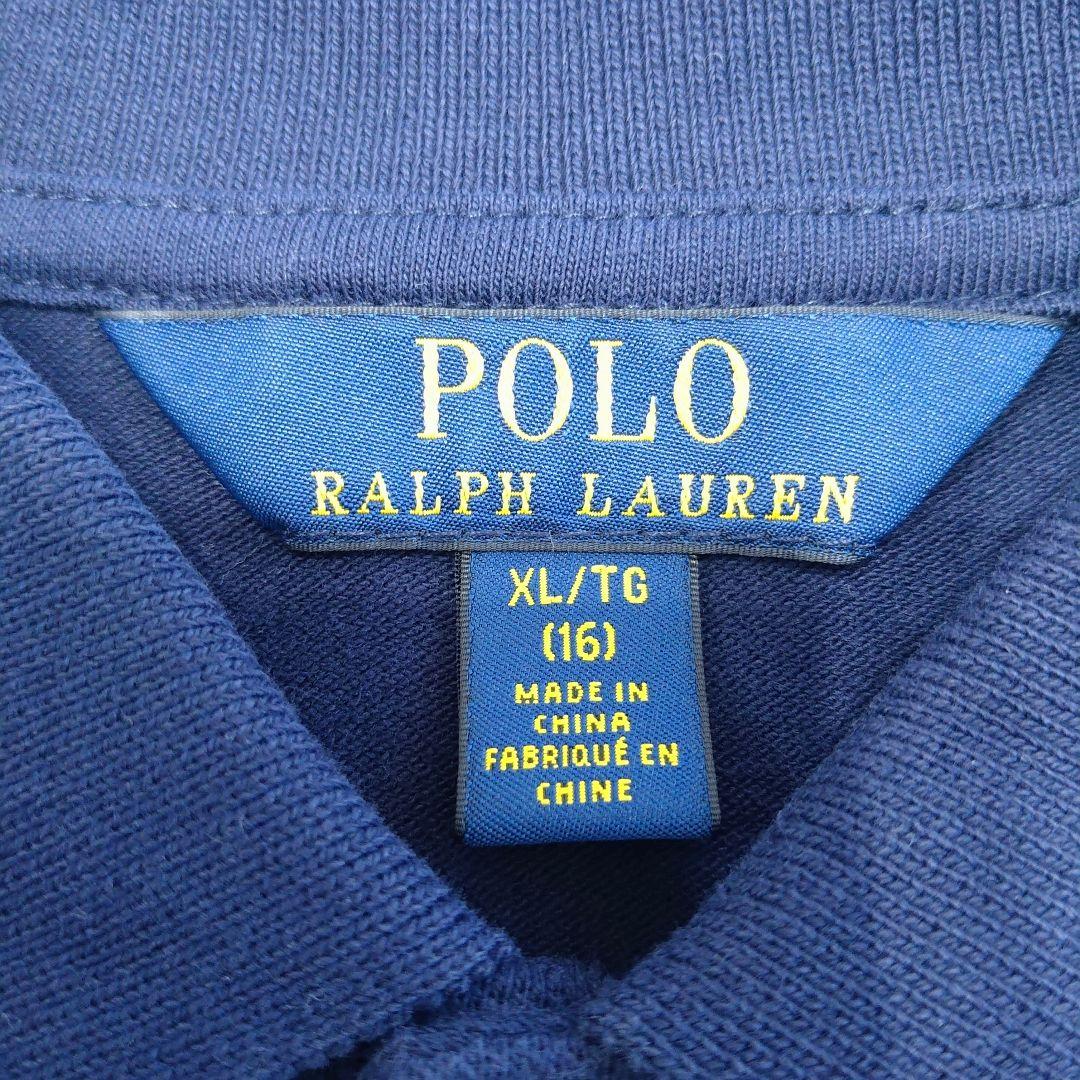 POLO
RALPH LAUREN
XL/TG
(16)
MADE IN
CHINA
FABRIQUÉ EN
CHINE